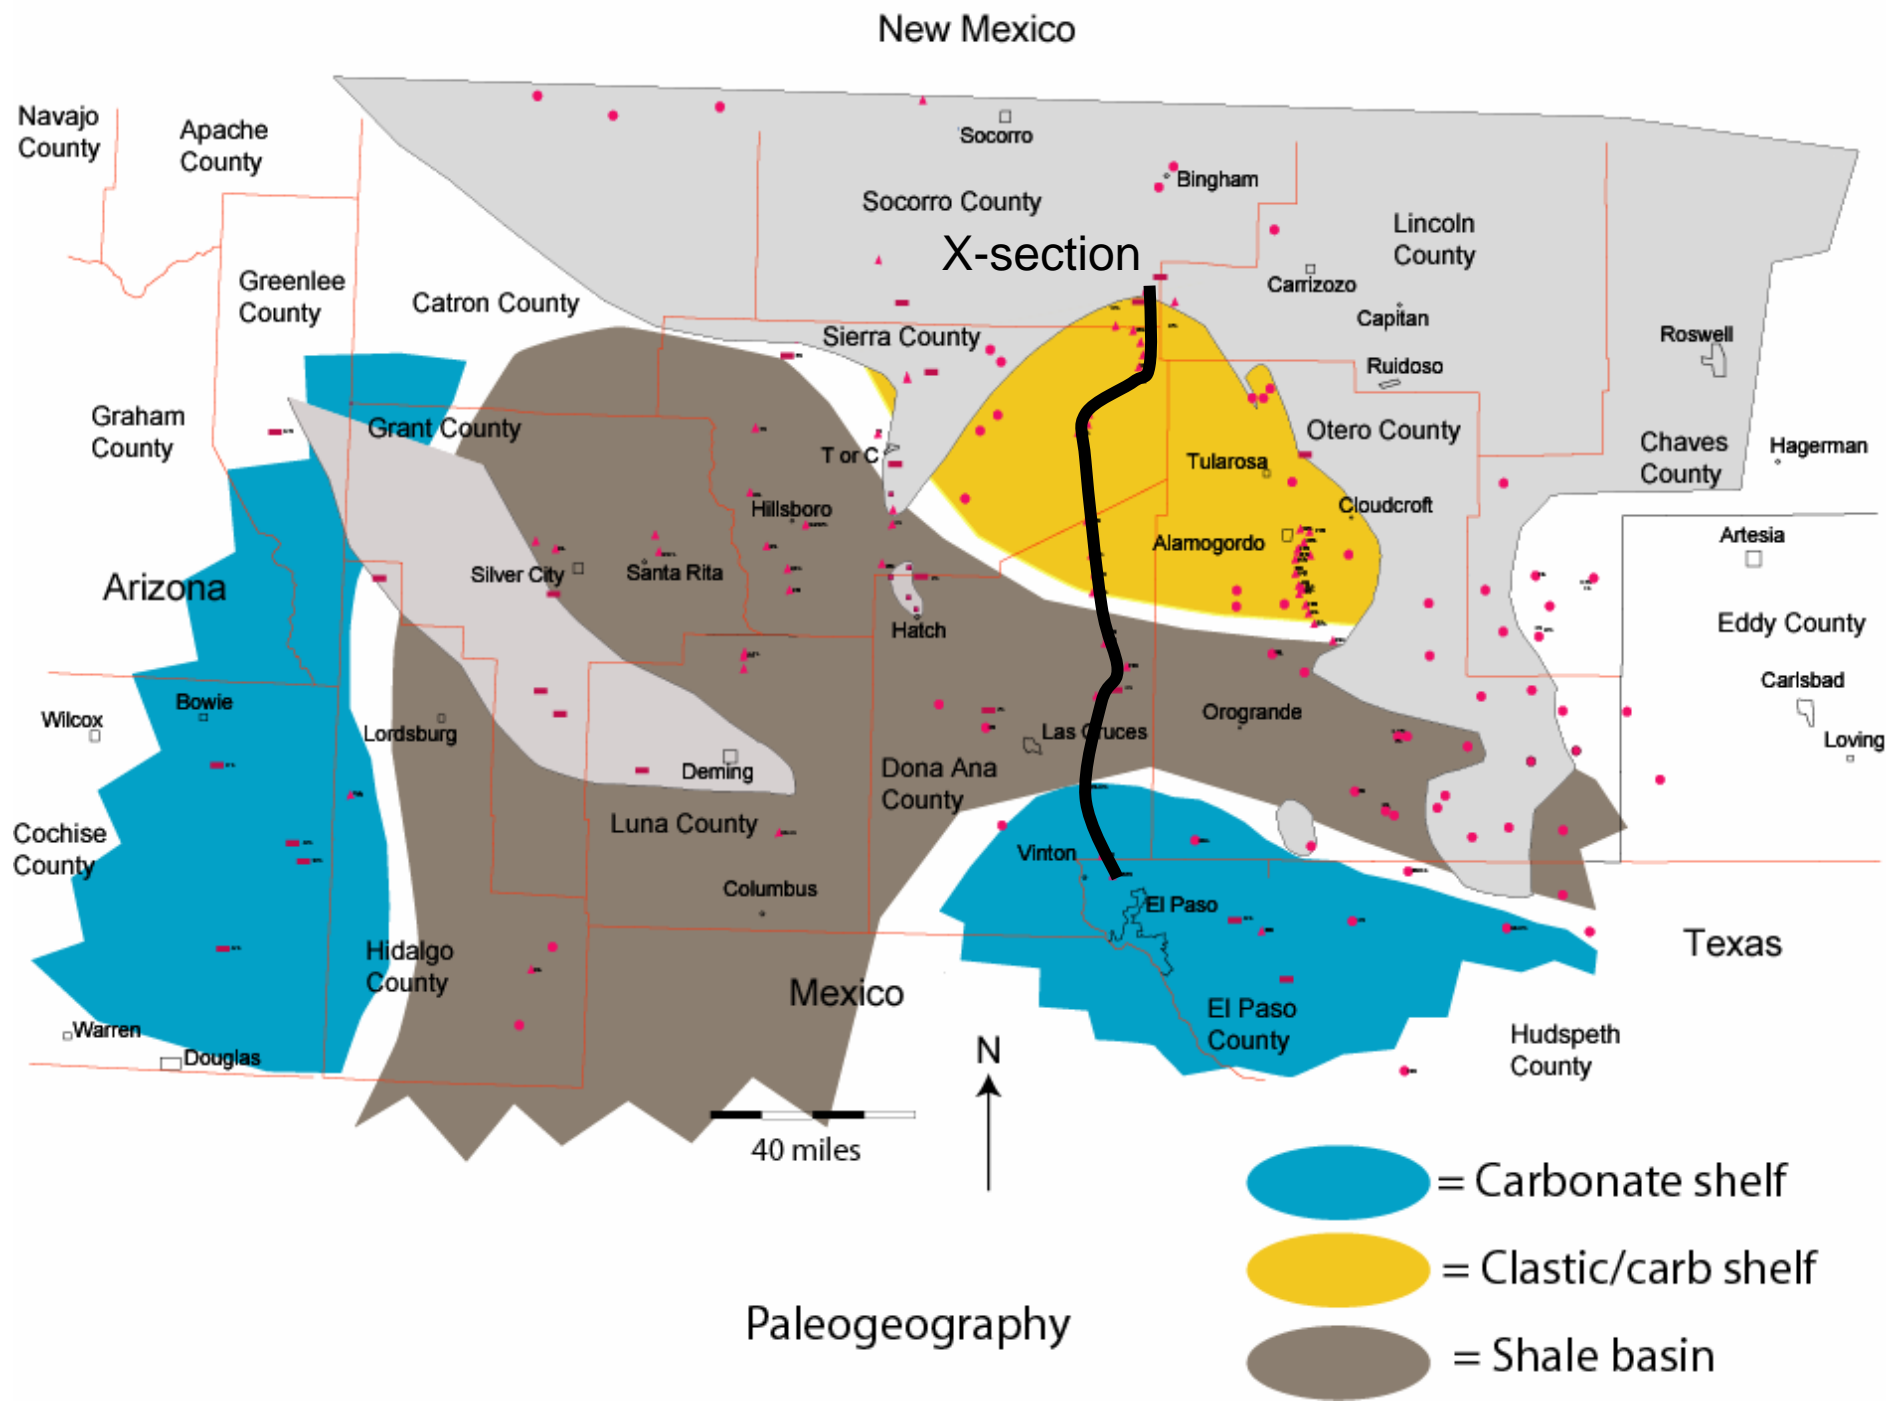 New Mexico
Navajo
County
Apache
County
Socorro
Bingham
Socorro County
Lincoln
County
X-section
Greenlee
County
Catron County
Carrizozo
Capitan
Sierra County
Roswell
Ruidoso
Graham
County
Grant County
Otero County
Chaves
County
Hagerman
T or C
Tularosa
Hillsboro
Cloudcroft
Artesia
Alamogordo
Arizona
Silver City
Santa Rita
Hatch
Eddy County
Carlsbad
Bowie
Wilcox
Lordsburg
Orogrande
Las Cruces
Loving
Deming
Dona Ana
County
Luna County
Cochise
County
Vinton
Columbus
El Paso
Hidalgo
County
Texas
Mexico
El Paso
County
Hudspeth
County
Warren
Douglas
N
40 miles
= Carbonate shelf
= Clastic/carb shelf
Paleogeography
= Shale basin